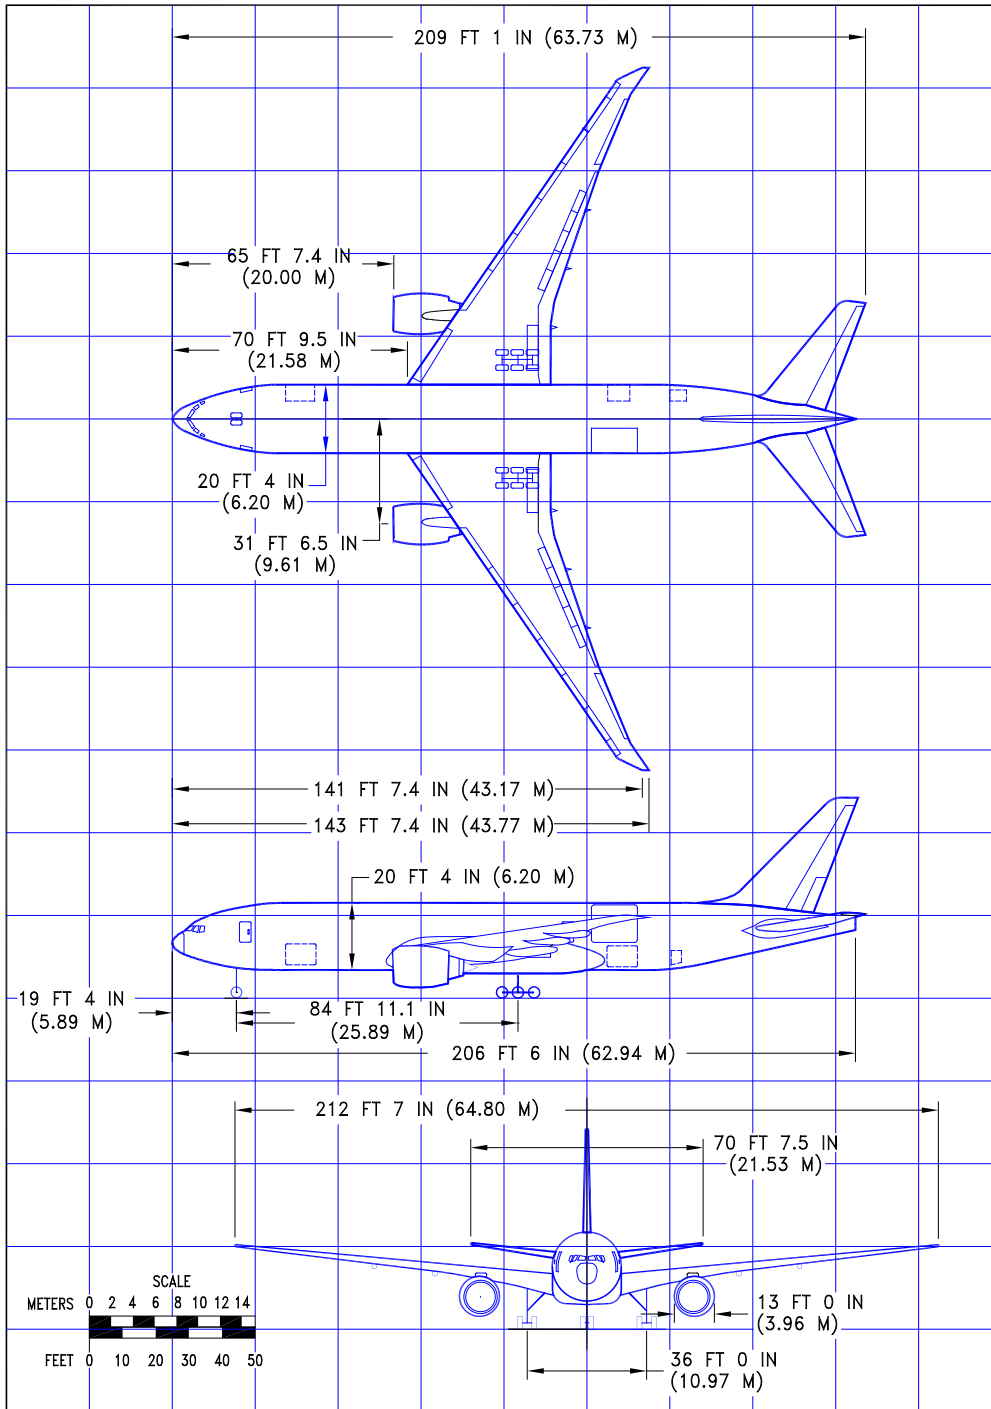 209 FT 1 IN (63.73 M)
65 FT 7.4 IN
(20.00 M)
70 FT 9.5 IN
(21.58 M)
20 FT 4 IN
(6.20 M)
31 FT 6.5 IN
(9.61 M)
141 FT 7.4 IN (43.17 M)
143 FT 7.4 IN (43.77 M)
20 FT 4 IN (6.20 M)
19 FT 4 IN
(5.89 M)
84 FT 11.1 IN
(25.89 M)
206 FT 6 IN (62.94 M)
212 FT 7 IN (64.80 M)
70 FT 7.5 IN
(21.53 M)
13 FT 0 IN
(3.96 M)
36 FT 0 IN
(10.97 M)
SCALE
METERS 0 2 4 6 8 10 12 14
FEET 0 10 20 30 40 50